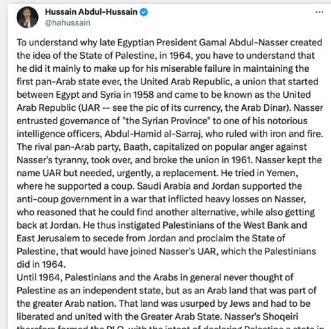 Hussain Abdul-Hussain
@hahussain
To understand why late Egyptian President Gamal Abdul-Nasser created
the idea of the State of Palestine, in 1964, you have to understand that
he did it mainly to make up for his miserable failure in maintaining the
first pan-Arab state ever, the United Arab Republic, a union that started
between Egypt and Syria in 1958 and came to be known as the United
Arab Republic (UAR -- see the pic of its currency, the Arab Dinar). Nasser
entrusted governance of "the Syrian Province" to one of his notorious
intelligence officers, Abdul-Hamid al-Sarraj, who ruled with iron and fire.
The rival pan-Arab party, Baath, capitalized on popular anger against
Nasser's tyranny, took over, and broke the union in 1961. Nasser kept the
name UAR but needed, urgently, a replacement. He tried in Yemen,
where he supported a coup. Saudi Arabia and Jordan supported the
anti-coup government in a war that inflicted heavy losses on Nasser,
who reasoned that he could find another alternative, while also getting
back at Jordan. He thus instigated Palestinians of the West Bank and
East Jerusalem to secede from Jordan and proclaim the State of
Palestine, that would have joined Nasser's UAR, which the Palestinians
did in 1964.
Until 1964, Palestinians and the Arabs in general never thought of
Palestine as an independent state, but as an Arab land that was part of
the greater Arab nation. That land was usurped by Jews and had to be
liberated and united with the Greater Arab State. Nasser's Shoqeiri
therefore formed the PLO, with the intent of declaring Palestine a state in